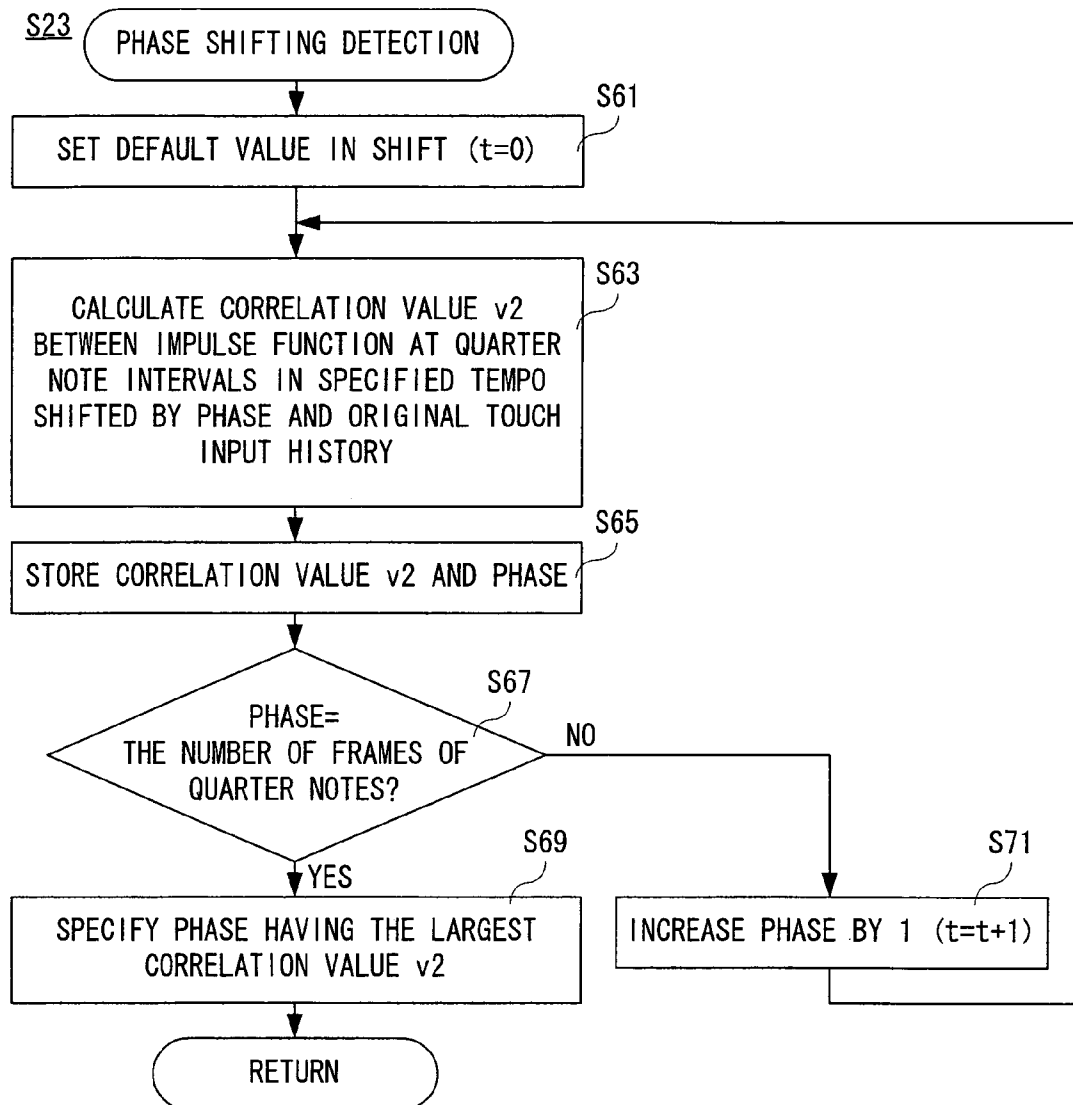 S23
PHASE SHIFTING DETECTION
S61
SET DEFAULT VALUE IN SHIFT (t=0)
S63
CALCULATE CORRELATION VALUE v2
BETWEEN IMPULSE FUNCTION AT QUARTER
NOTE INTERVALS IN SPECIFIED TEMPO
SHIFTED BY PHASE AND ORIGINAL TOUCH
INPUT HISTORY
S65
STORE CORRELATION VALUE v2 AND PHASE
S67
PHASE=
THE NUMBER OF FRAMES OF
QUARTER NOTES?
NO
YES
S69
SPECIFY PHASE HAVING THE LARGEST
CORRELATION VALUE v2
S71
INCREASE PHASE BY 1 (t=t+1)
RETURN